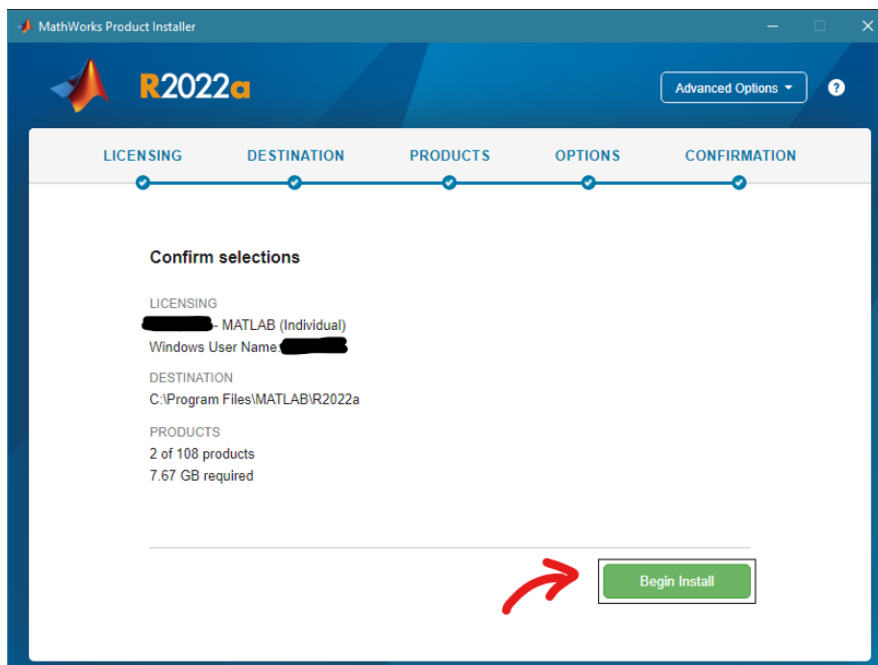 MathWorks Product Installer
R2022a
Advanced Options
?
LICENSING DESTINATION PRODUCTS OPTIONS CONFIRMATION
Confirm selections
LICENSING
- MATLAB (Individual)
Windows User Name:
DESTINATION
C:\Program Files\MATLAB\R2022a
PRODUCTS
2 of 108 products
7.67 GB required
Begin Install